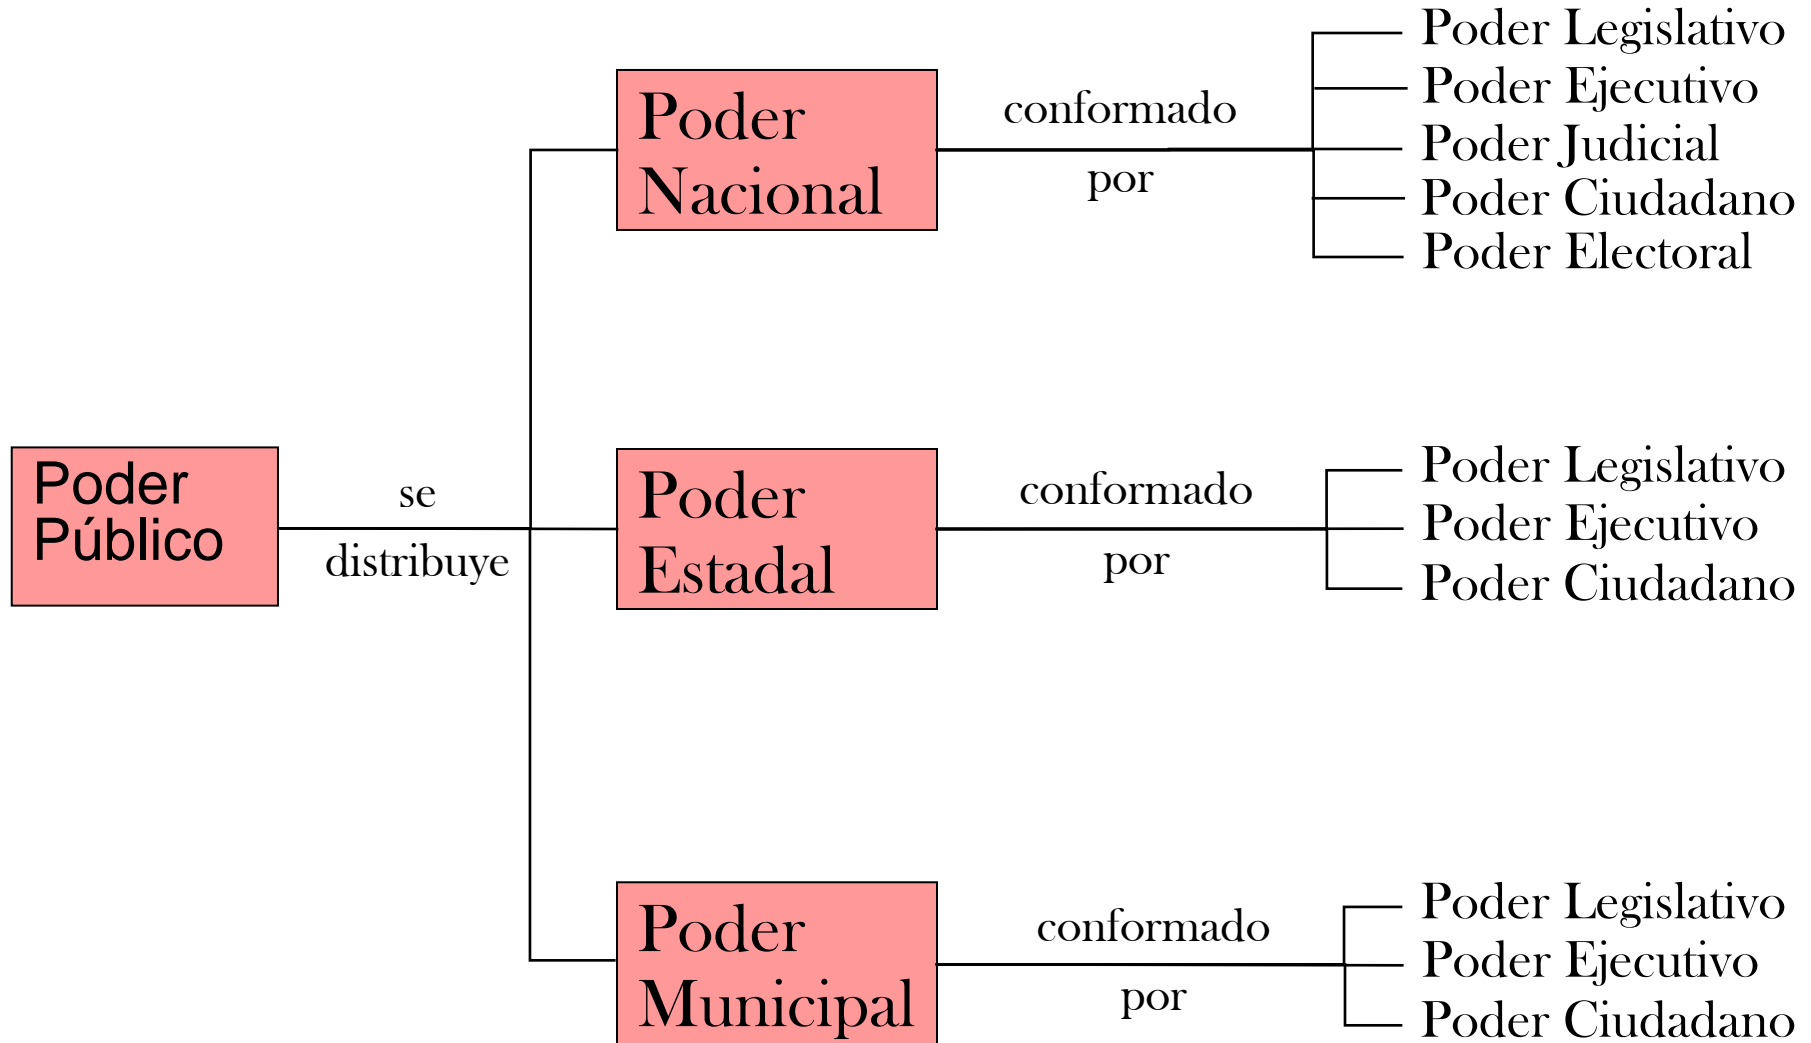 Poder
Público
se
distribuye
Poder
Nacional
conformado
por
Poder Legislativo
Poder Ejecutivo
Poder Judicial
Poder Ciudadano
Poder Electoral
Poder
Estadal
conformado
por
Poder Legislativo
Poder Ejecutivo
Poder Ciudadano
Poder
Municipal
conformado
por
Poder Legislativo
Poder Ejecutivo
Poder Ciudadano